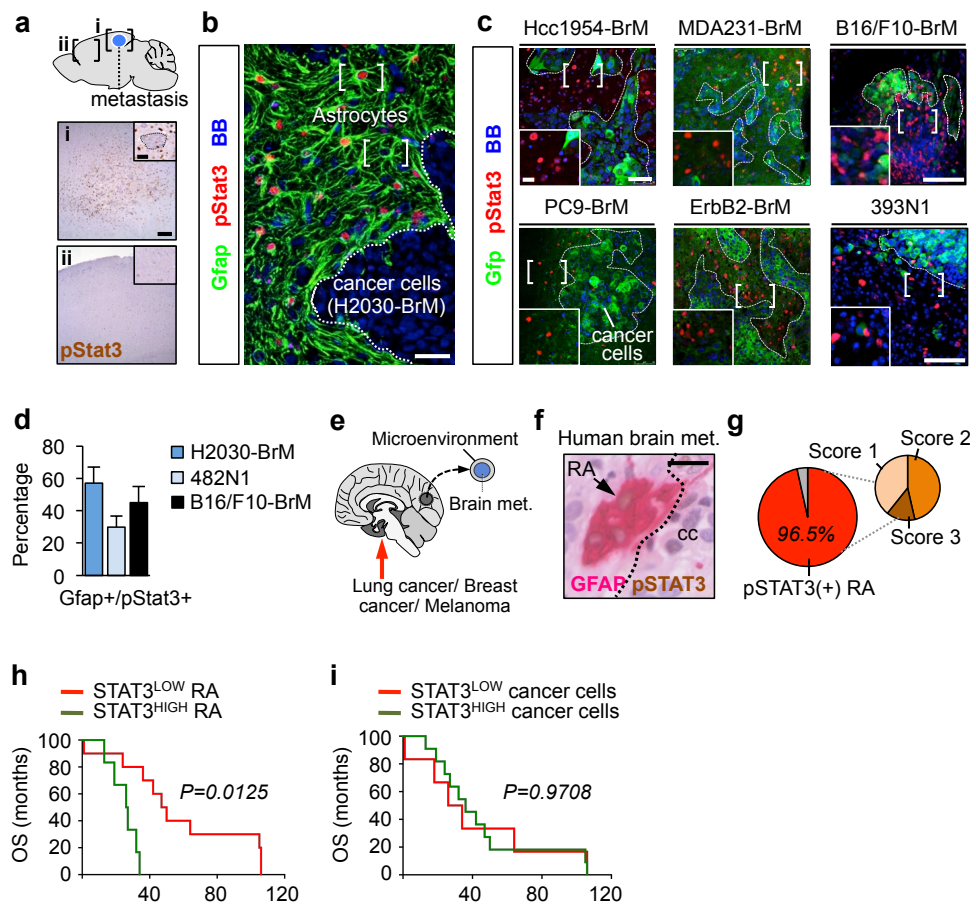 a
i
ii
metastasis
i
ii
pStat3
b
Gfap pStat3 BB
Astrocytes
cancer cells
(H2030-BrM)
c
Gfp pStat3 BB
Hcc1954-BrM
MDA231-BrM
B16/F10-BrM
PC9-BrM
ErbB2-BrM
393N1
cancer
cells
d
Percentage
80
60
40
20
0
Gfap+/pStat3+
H2030-BrM
482N1
B16/F10-BrM
e
Microenvironment
Brain met.
Lung cancer/ Breast
cancer/ Melanoma
f
Human brain met.
RA
cc
GFAP pSTAT3
g
Score 1
Score 2
Score 3
96.5%
pSTAT3(+) RA
h
STAT3LOW RA
STAT3HIGH RA
OS (months)
100
80
60
40
20
0
P=0.0125
40 80 120
i
STAT3LOW cancer cells
STAT3HIGH cancer cells
OS (months)
100
80
60
40
20
0
P=0.9708
40 80 120